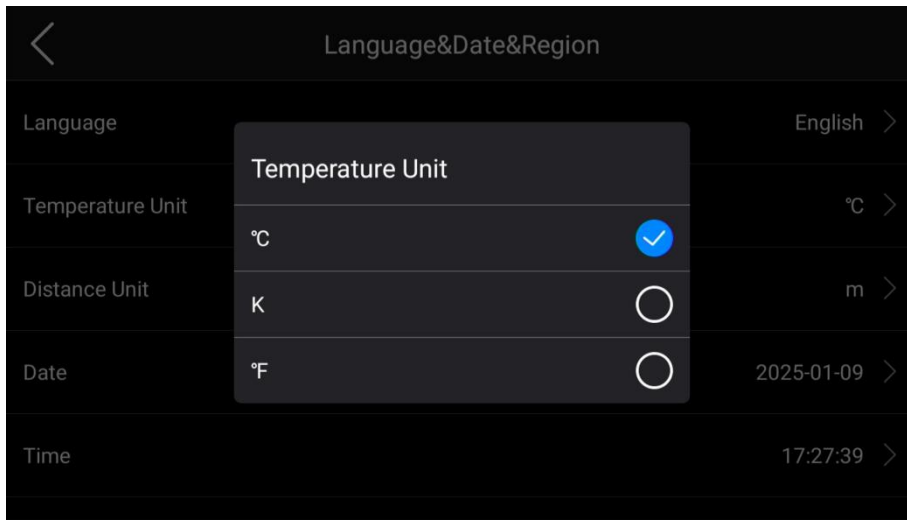 Language&Date&Region
Language English
Temperature Unit
Temperature Unit ℃
℃
Distance Unit m
K
Date 2025-01-09
℉
Time 17:27:39